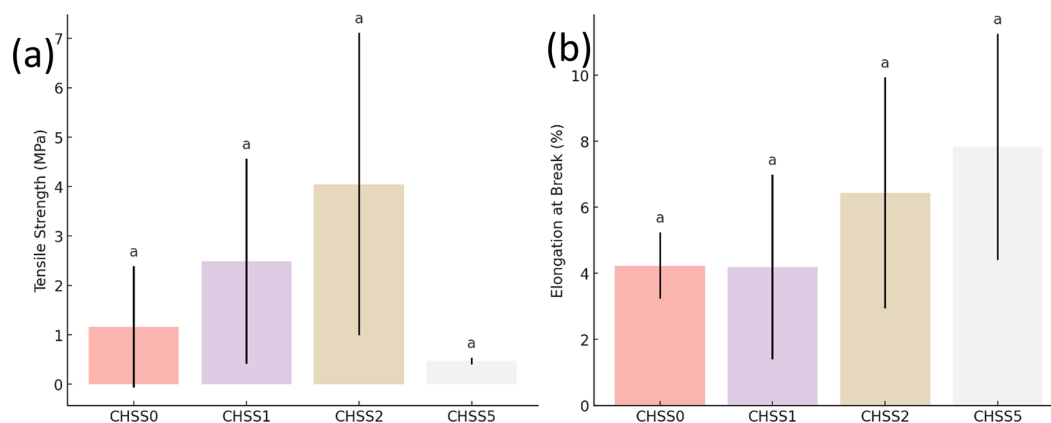 (a)
Tensile Strength (MPa)
7
6
5
4
3
2
1
0
a
a
a
a
CHSS0 CHSS1 CHSS2 CHSS5
(b)
Elongation at Break (%)
10
8
6
4
2
0
a
a
a
a
CHSS0 CHSS1 CHSS2 CHSS5